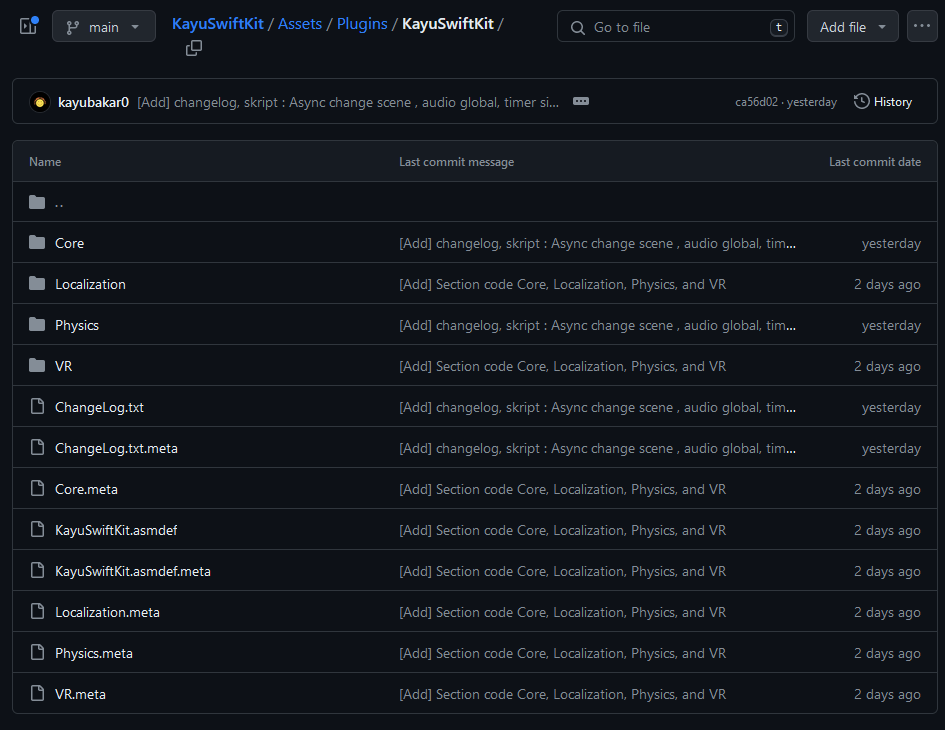 main
KayuSwiftKit / Assets / Plugins / KayuSwiftKit /
Go to file
t
Add file
kayubakar0 [Add] changelog, skript : Async change scene , audio global, timer si...
ca56d02 · yesterday
History
Name Last commit message Last commit date
..
Core [Add] changelog, skript : Async change scene , audio global, tim... yesterday
Localization [Add] Section code Core, Localization, Physics, and VR 2 days ago
Physics [Add] changelog, skript : Async change scene , audio global, tim... yesterday
VR [Add] Section code Core, Localization, Physics, and VR 2 days ago
ChangeLog.txt [Add] changelog, skript : Async change scene , audio global, tim... yesterday
ChangeLog.txt.meta [Add] changelog, skript : Async change scene , audio global, tim... yesterday
Core.meta [Add] Section code Core, Localization, Physics, and VR 2 days ago
KayuSwiftKit.asmdef [Add] Section code Core, Localization, Physics, and VR 2 days ago
KayuSwiftKit.asmdef.meta [Add] Section code Core, Localization, Physics, and VR 2 days ago
Localization.meta [Add] Section code Core, Localization, Physics, and VR 2 days ago
Physics.meta [Add] Section code Core, Localization, Physics, and VR 2 days ago
VR.meta [Add] Section code Core, Localization, Physics, and VR 2 days ago